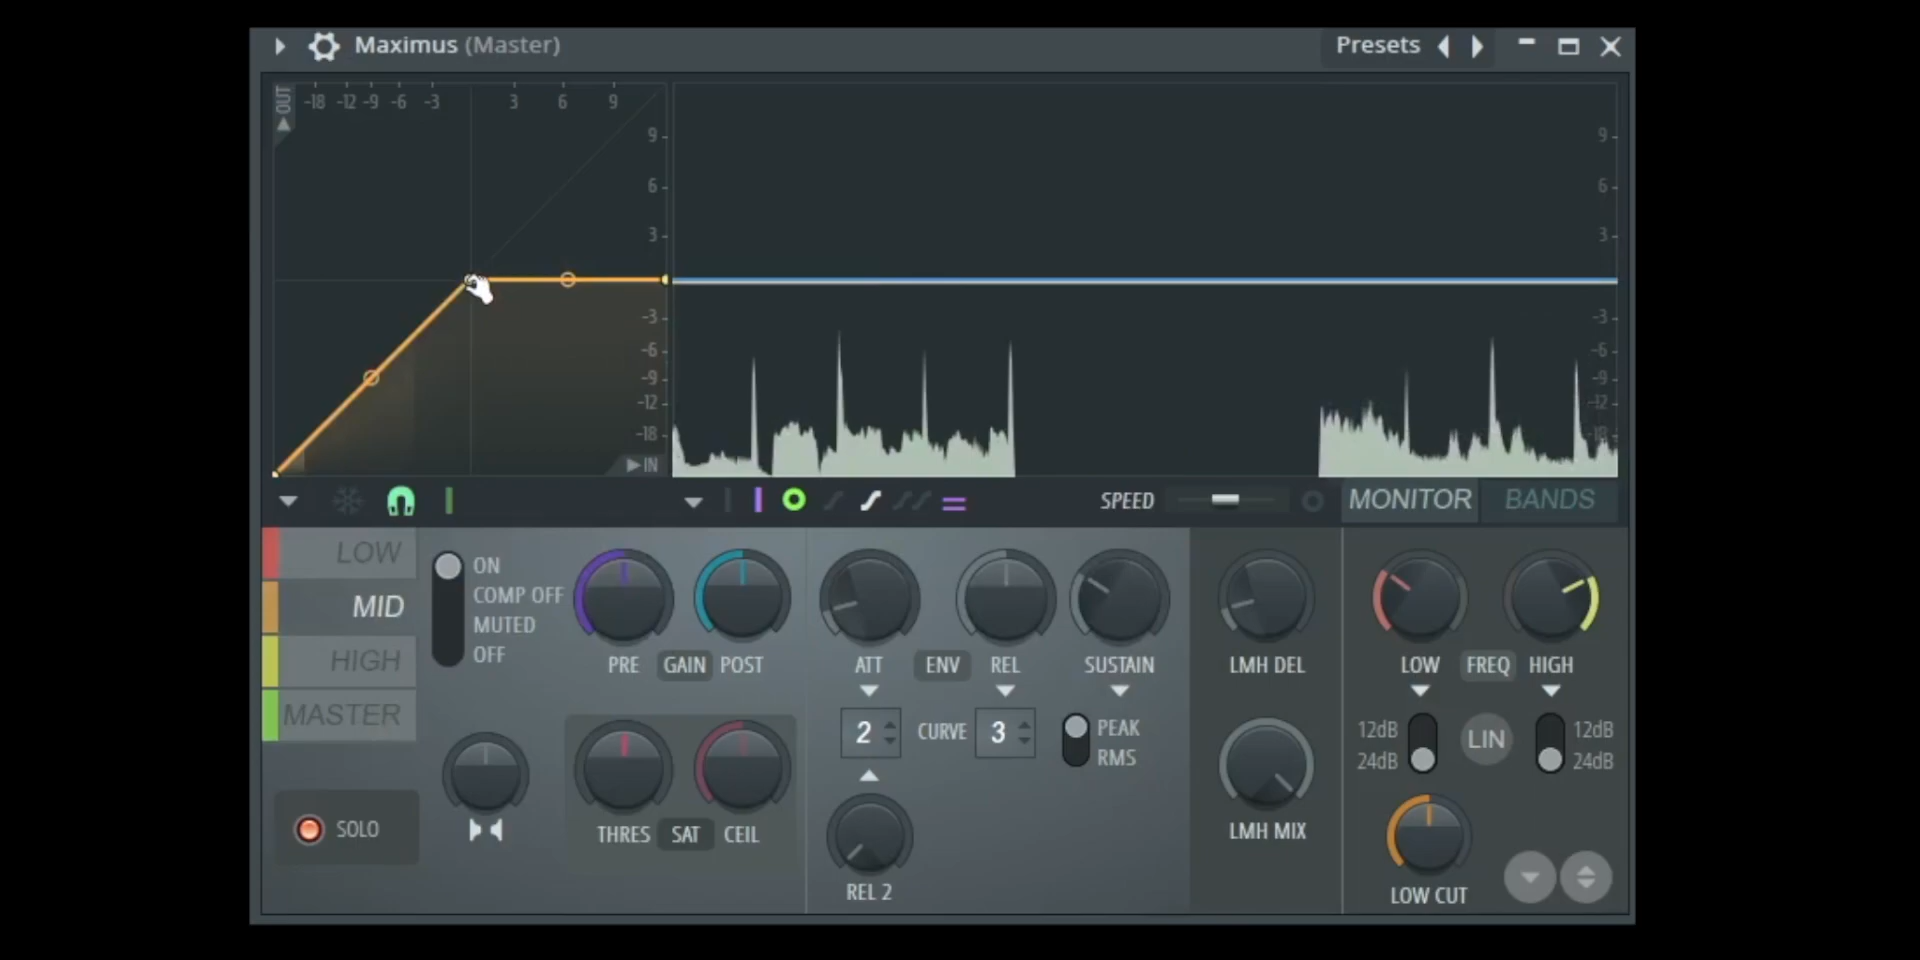 Maximus (Master)
Presets
OUT
-18 -12 -9 -6 -3 3 6 9
9
6
3
-3
-6
-9
-12
-18
IN
9
6
3
-3
-6
-9
-12
-18
SPEED
MONITOR
BANDS
LOW
MID
HIGH
MASTER
SOLO
ON
COMP OFF
MUTED
OFF
PRE GAIN POST
THRES SAT CEIL
ATT ENV REL
SUSTAIN
2 CURVE 3
PEAK
RMS
REL 2
LMH DEL
LMH MIX
LOW FREQ HIGH
12dB
24dB
LIN
12dB
24dB
LOW CUT